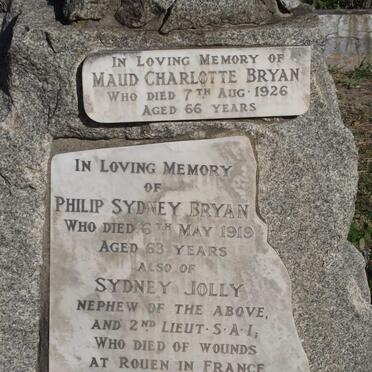 IN LOVING MEMORY OF
MAUD CHARLOTTE BRYAN
WHO DIED 7TH AUG · 1926
AGED 66 YEARS
IN LOVING MEMORY
OF
PHILIP SYDNEY BRYAN
WHO DIED 6TH MAY 1919
AGED 63 YEARS
ALSO OF
SYDNEY JOLLY
NEPHEW OF THE ABOVE,
AND 2ND LIEUT · S · A · I,
WHO DIED OF WOUNDS
AT ROUEN IN FRANCE